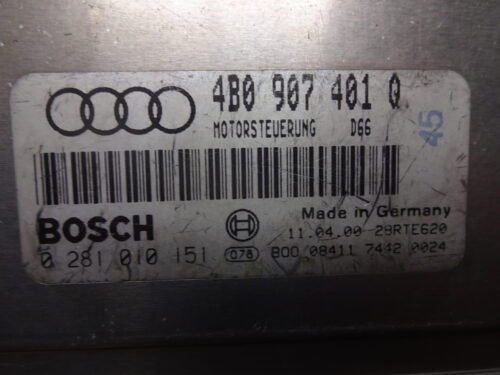 4B0 907 401 Q
MOTORSTEUERUNG D66
45
BOSCH
Made in Germany
11.04.00 28RTE620
0 281 010 151 078 BOO 08411 7442 0024